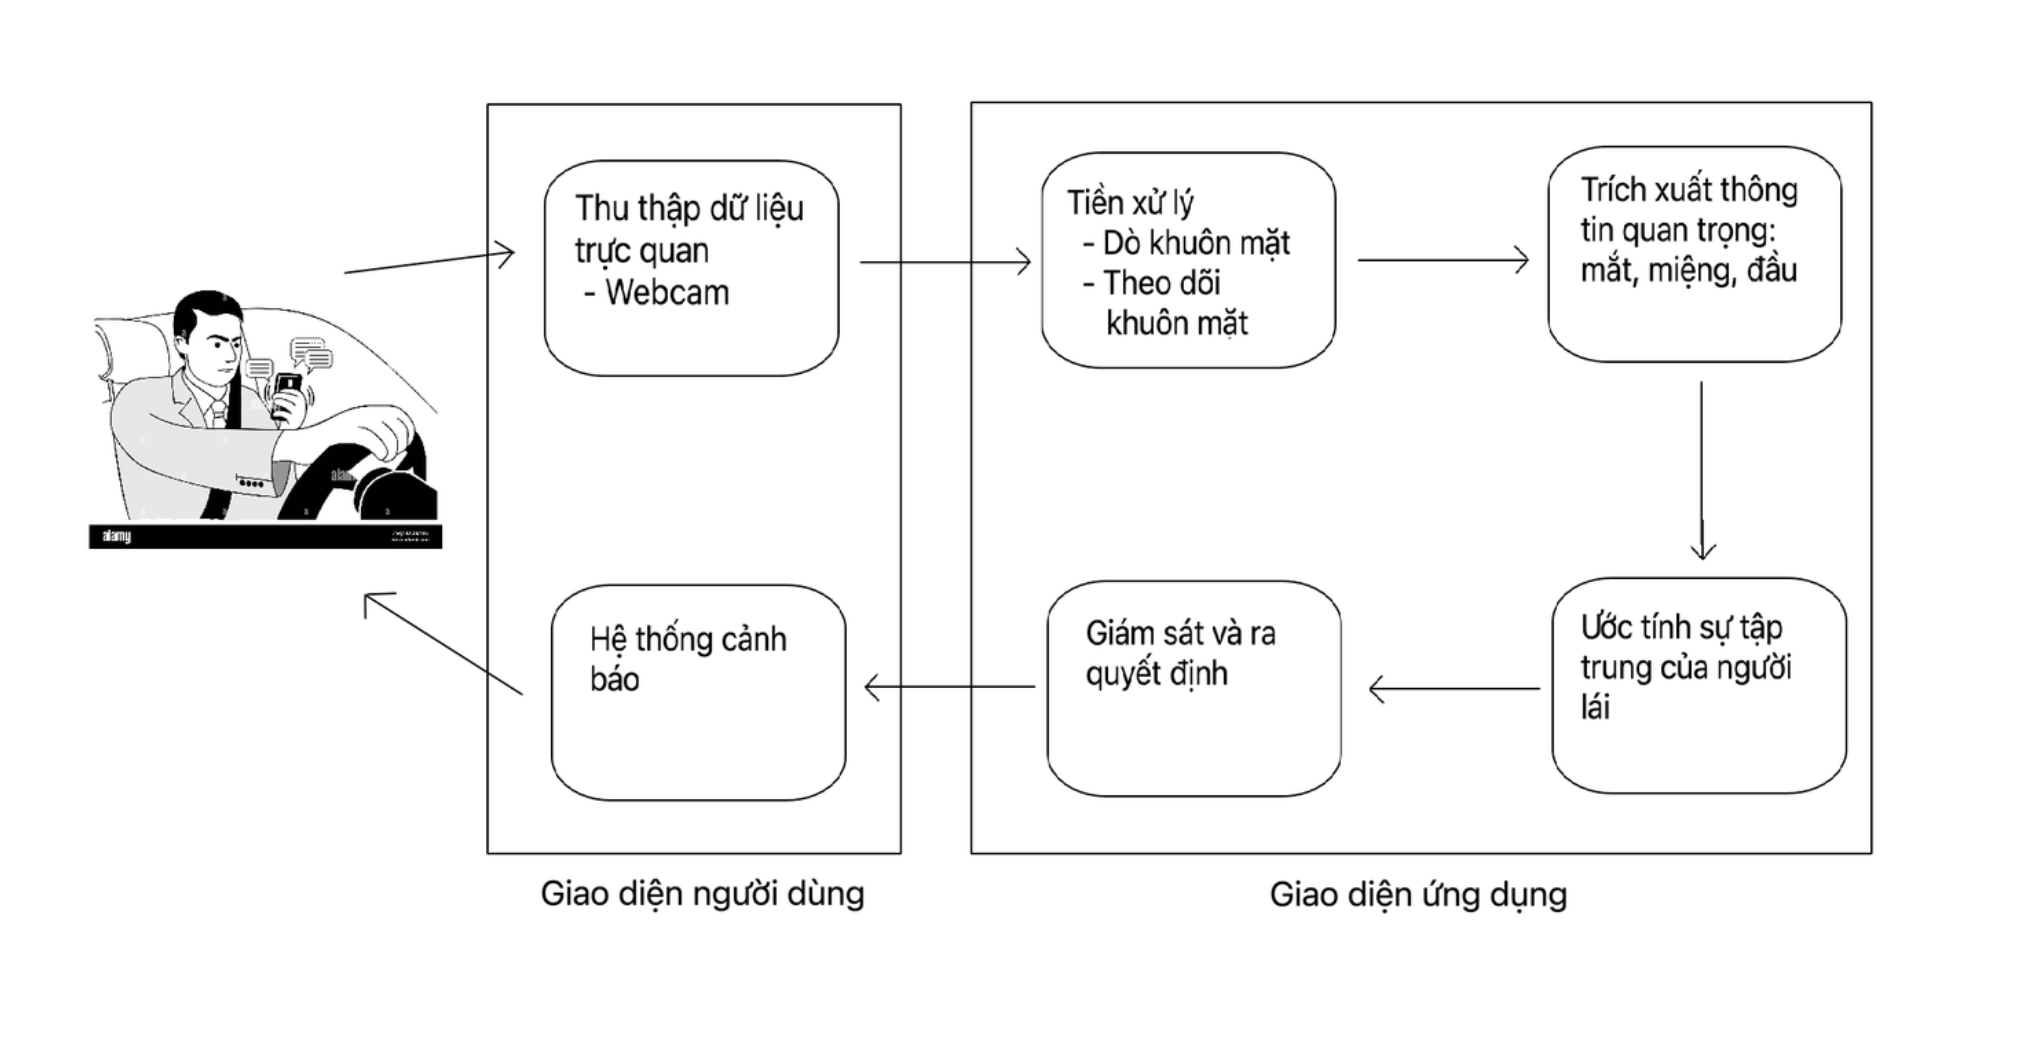 Thu thập dữ liệu
trực quan
- Webcam
Tiền xử lý
- Dò khuôn mặt
- Theo dõi
khuôn mặt
Trích xuất thông
tin quan trọng:
mắt, miệng, đầu
Ước tính sự tập
trung của người
lái
Giám sát và ra
quyết định
Hệ thống cảnh
báo
alamy
Giao diện người dùng
Giao diện ứng dụng